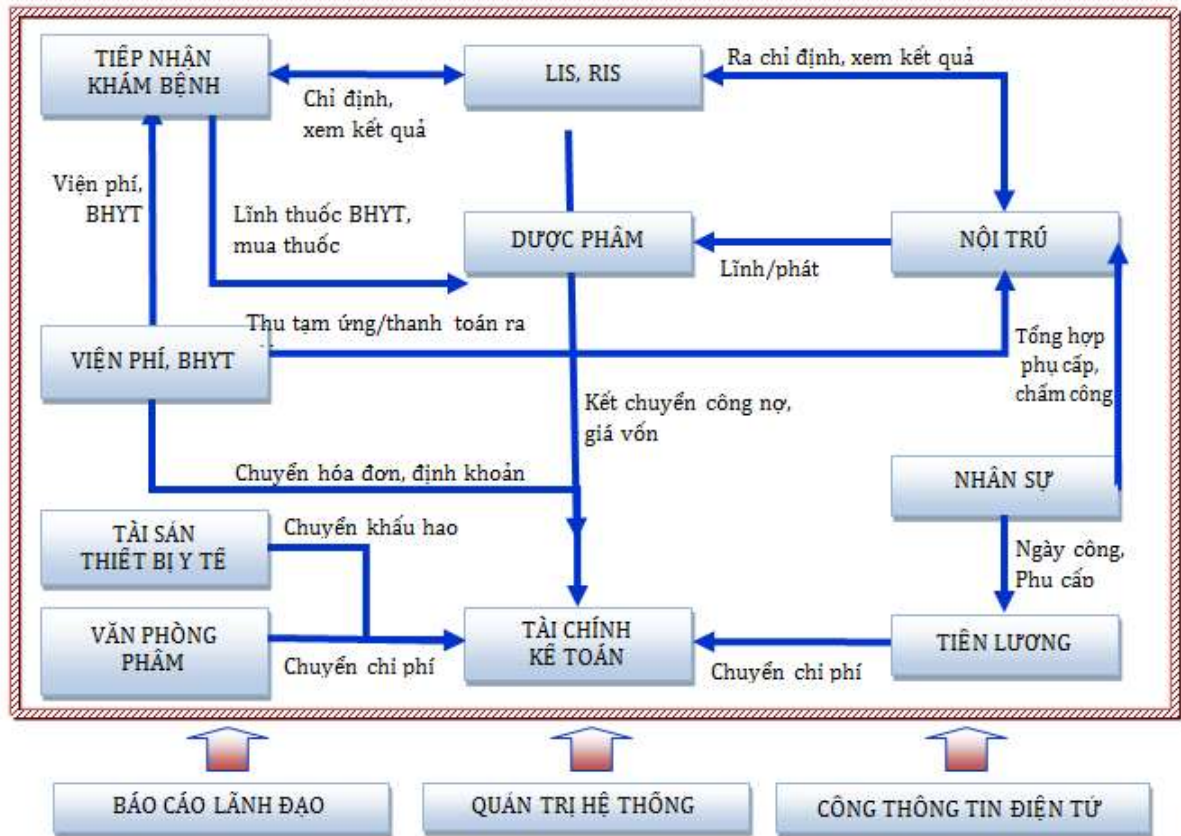 TIẾP NHẬN
KHÁM BỆNH
LIS, RIS
Ra chỉ định, xem kết quả
Chỉ định,
xem kết quả
Viện phí,
BHYT
Lĩnh thuốc BHYT,
mua thuốc
DƯỢC PHẨM
NỘI TRÚ
Lĩnh/phát
Thu tạm ứng/thanh toán ra
VIỆN PHÍ, BHYT
Tổng hợp
phụ cấp,
chấm công
Kết chuyển công nợ,
giá vốn
Chuyển hóa đơn, định khoản
NHÂN SỰ
TÀI SẢN
THIẾT BỊ Y TẾ
Chuyển khấu hao
Ngày công,
Phụ cấp
VĂN PHÒNG
PHẨM
Chuyển chi phí
TÀI CHÍNH
KẾ TOÁN
Chuyển chi phí
TIỀN LƯƠNG
BÁO CÁO LÃNH ĐẠO
QUẢN TRỊ HỆ THỐNG
CỔNG THÔNG TIN ĐIỆN TỬ